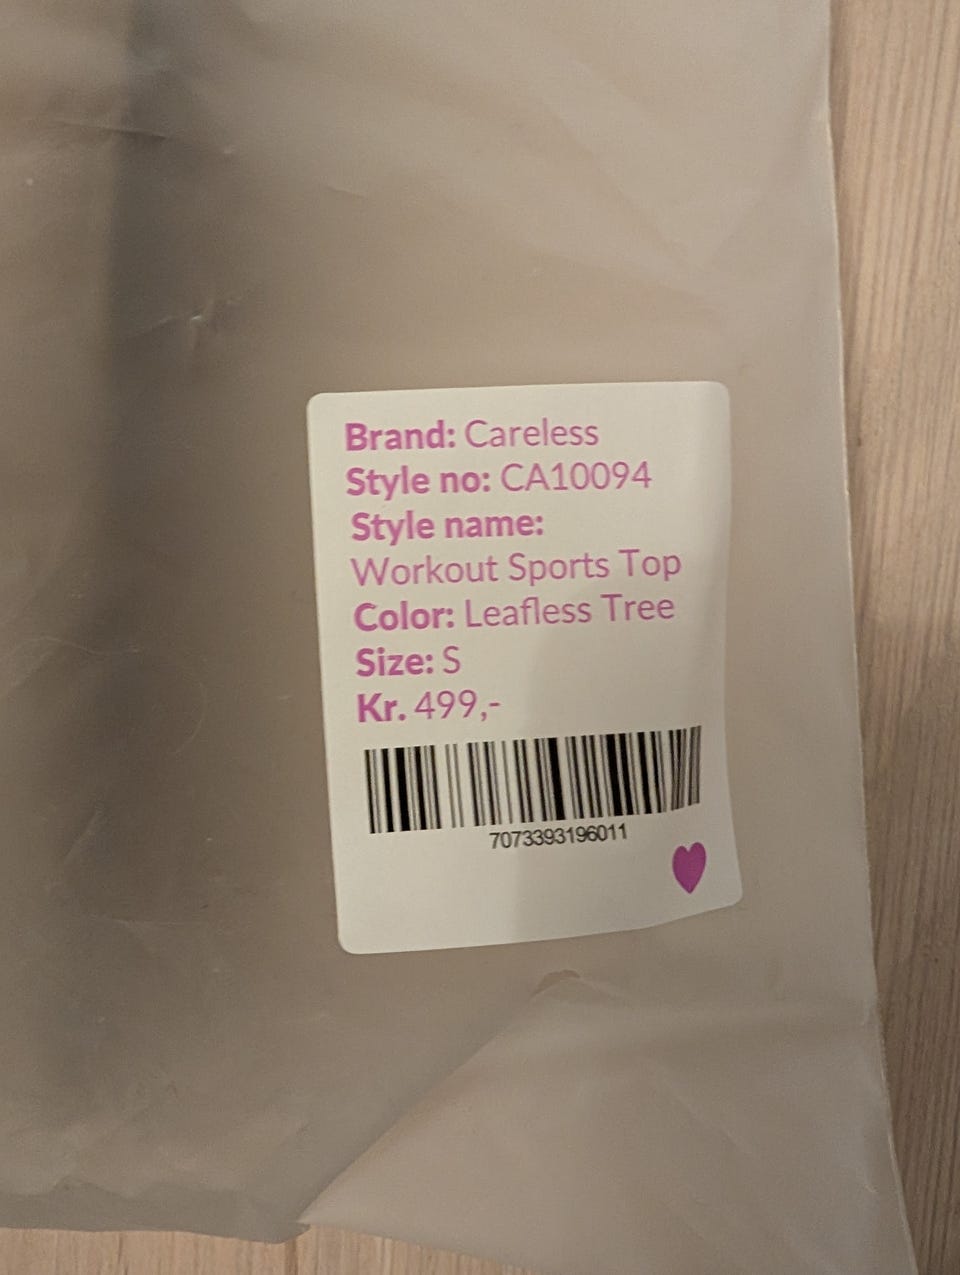 Brand: Careless
Style no: CA10094
Style name:
Workout Sports Top
Color: Leafless Tree
Size: S
Kr. 499,-
7073393196011